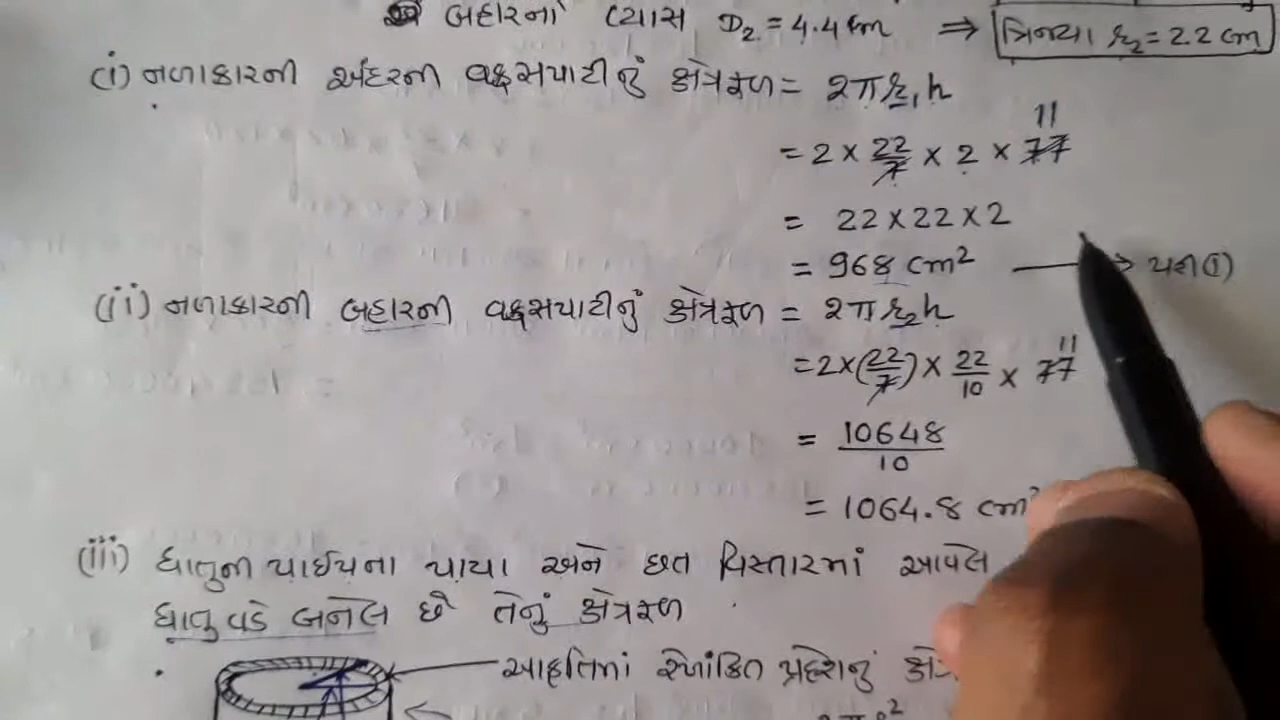 બહારનો વ્યાસ D₂ = 4.4 cm ⇒ ત્રિજ્યા r₂ = 2.2 cm
(i) નળાકારની અંદરની વક્રસપાટીનું ક્ષેત્રફળ = 2πr₁h
= 2 × 22/7 × 2 × 77 11
= 22 × 22 × 2
= 968 cm² → (1)
(ii) નળાકારની બહારની વક્રસપાટીનું ક્ષેત્રફળ = 2πr₂h
= 2 × (22/7) × 22/10 × 77 11
= 10648/10
= 1064.8 cm²
(iii) ધાતુના પાઈપના પાયા અને છત વિસ્તારમાં આવેલ
ધાતુ વડે બનેલ છે તેનું ક્ષેત્રફળ
આકૃતિમાં રેખાંકિત પ્રદેશનું